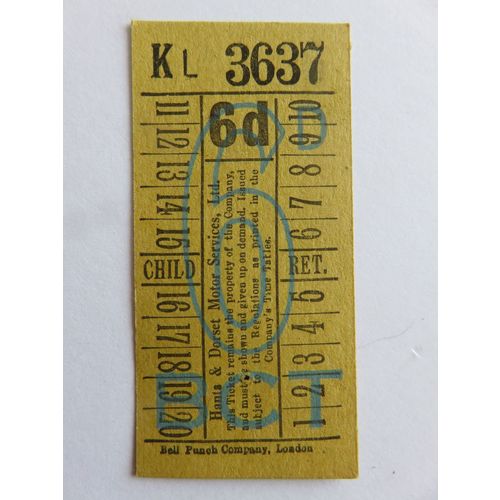 KL 3637
6d
11 12 13 14 15
CHILD
16 17 18 19 20
Hants & Dorset Motor Services, Ltd.
This Ticket remains the property of the Company,
and must be shown and given up on demand. Issued
subject to the Regulations as printed in the
Company's Time Tables.
10 9 8 7 6
RET.
5 4 3 2 1
6
D
D C T
Bell Punch Company, London